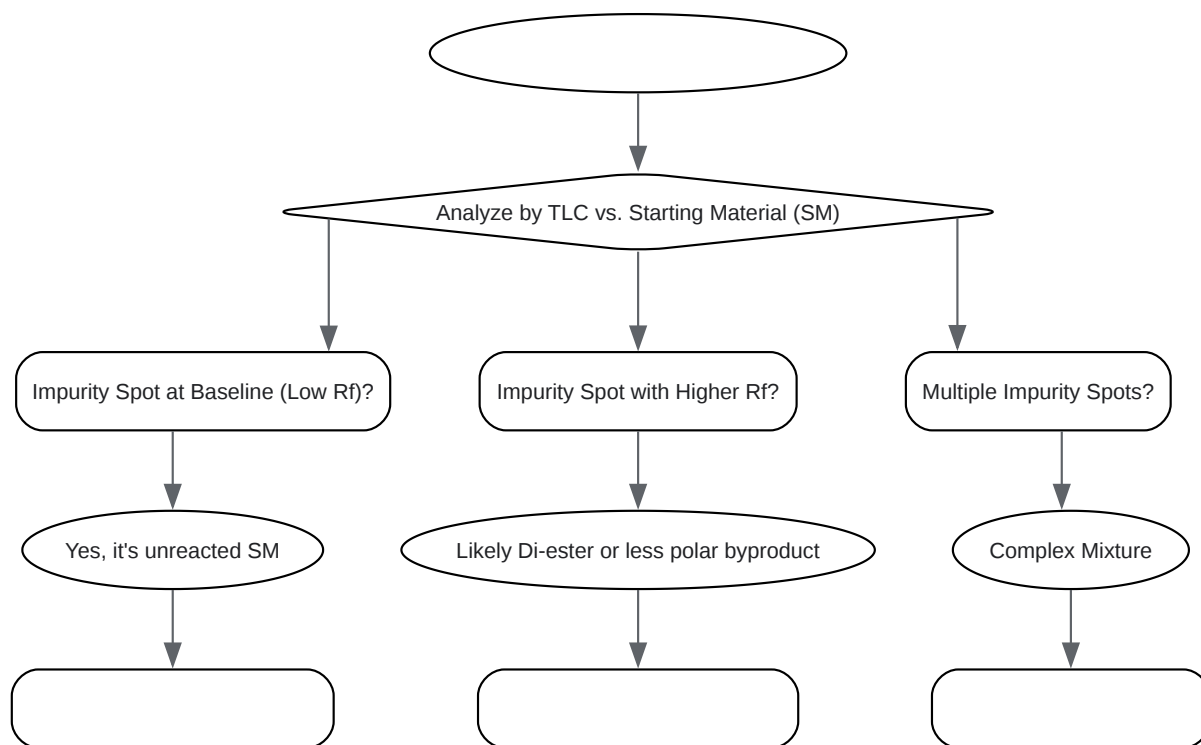 Analyze by TLC vs. Starting Material (SM)
Impurity Spot at Baseline (Low Rf)?
Impurity Spot with Higher Rf?
Multiple Impurity Spots?
Yes, it's unreacted SM
Likely Di-ester or less polar byproduct
Complex Mixture